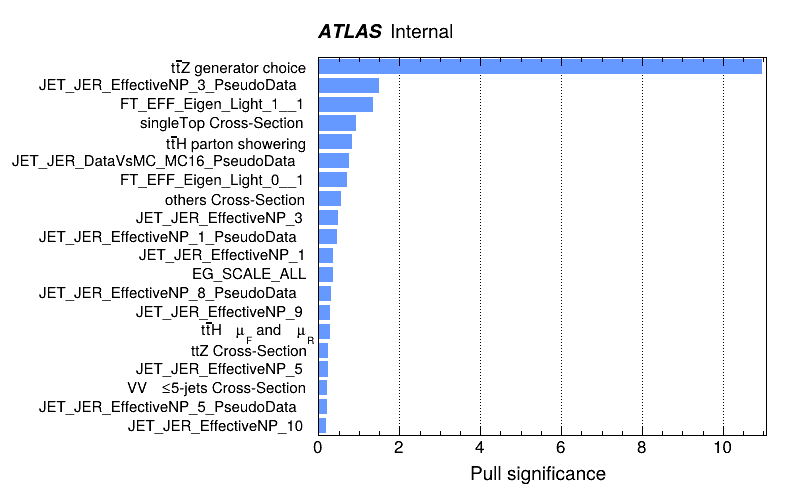 ATLAS Internal
tt̄Z generator choice
JET_JER_EffectiveNP_3_PseudoData
FT_EFF_Eigen_Light_1__1
singleTop Cross-Section
tt̄H parton showering
JET_JER_DataVsMC_MC16_PseudoData
FT_EFF_Eigen_Light_0__1
others Cross-Section
JET_JER_EffectiveNP_3
JET_JER_EffectiveNP_1_PseudoData
JET_JER_EffectiveNP_1
EG_SCALE_ALL
JET_JER_EffectiveNP_8_PseudoData
JET_JER_EffectiveNP_9
tt̄H μ_F and μ_R
ttZ Cross-Section
JET_JER_EffectiveNP_5
VV ≤5-jets Cross-Section
JET_JER_EffectiveNP_5_PseudoData
JET_JER_EffectiveNP_10
0 2 4 6 8 10
Pull significance